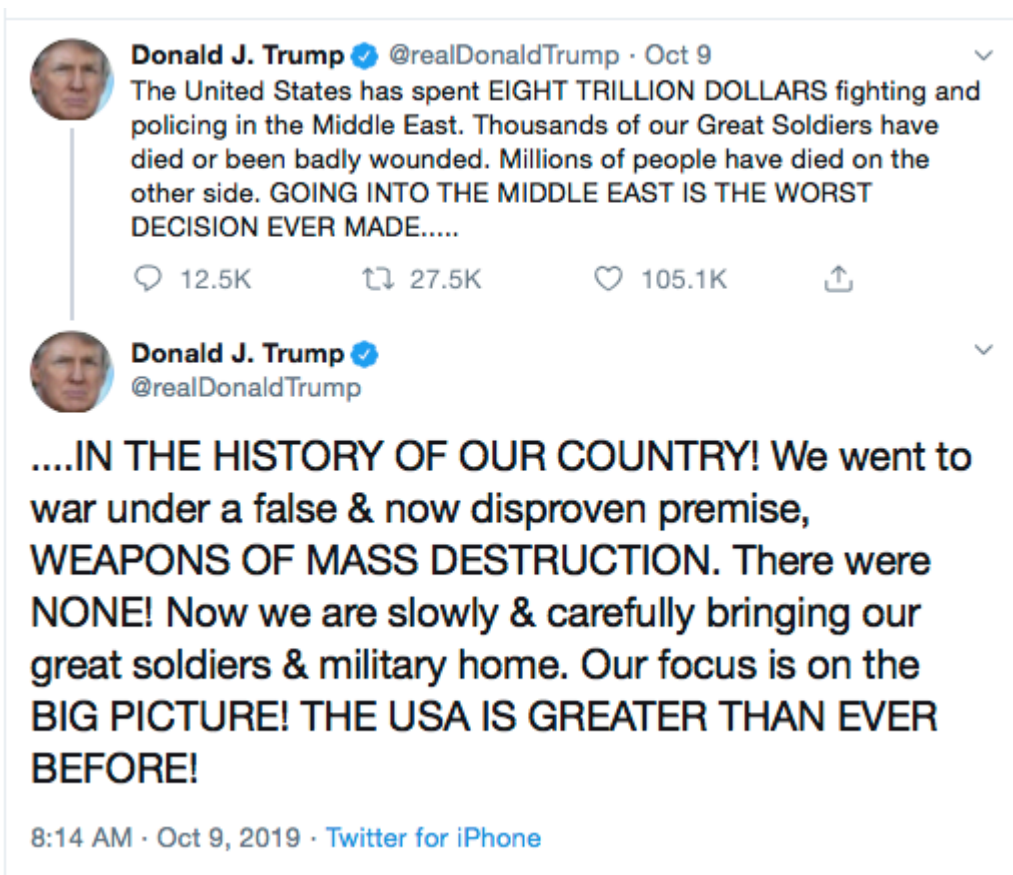 Donald J. Trump @realDonaldTrump · Oct 9
The United States has spent EIGHT TRILLION DOLLARS fighting and
policing in the Middle East. Thousands of our Great Soldiers have
died or been badly wounded. Millions of people have died on the
other side. GOING INTO THE MIDDLE EAST IS THE WORST
DECISION EVER MADE.....
12.5K 27.5K 105.1K
Donald J. Trump
@realDonaldTrump
....IN THE HISTORY OF OUR COUNTRY! We went to
war under a false & now disproven premise,
WEAPONS OF MASS DESTRUCTION. There were
NONE! Now we are slowly & carefully bringing our
great soldiers & military home. Our focus is on the
BIG PICTURE! THE USA IS GREATER THAN EVER
BEFORE!
8:14 AM · Oct 9, 2019 · Twitter for iPhone